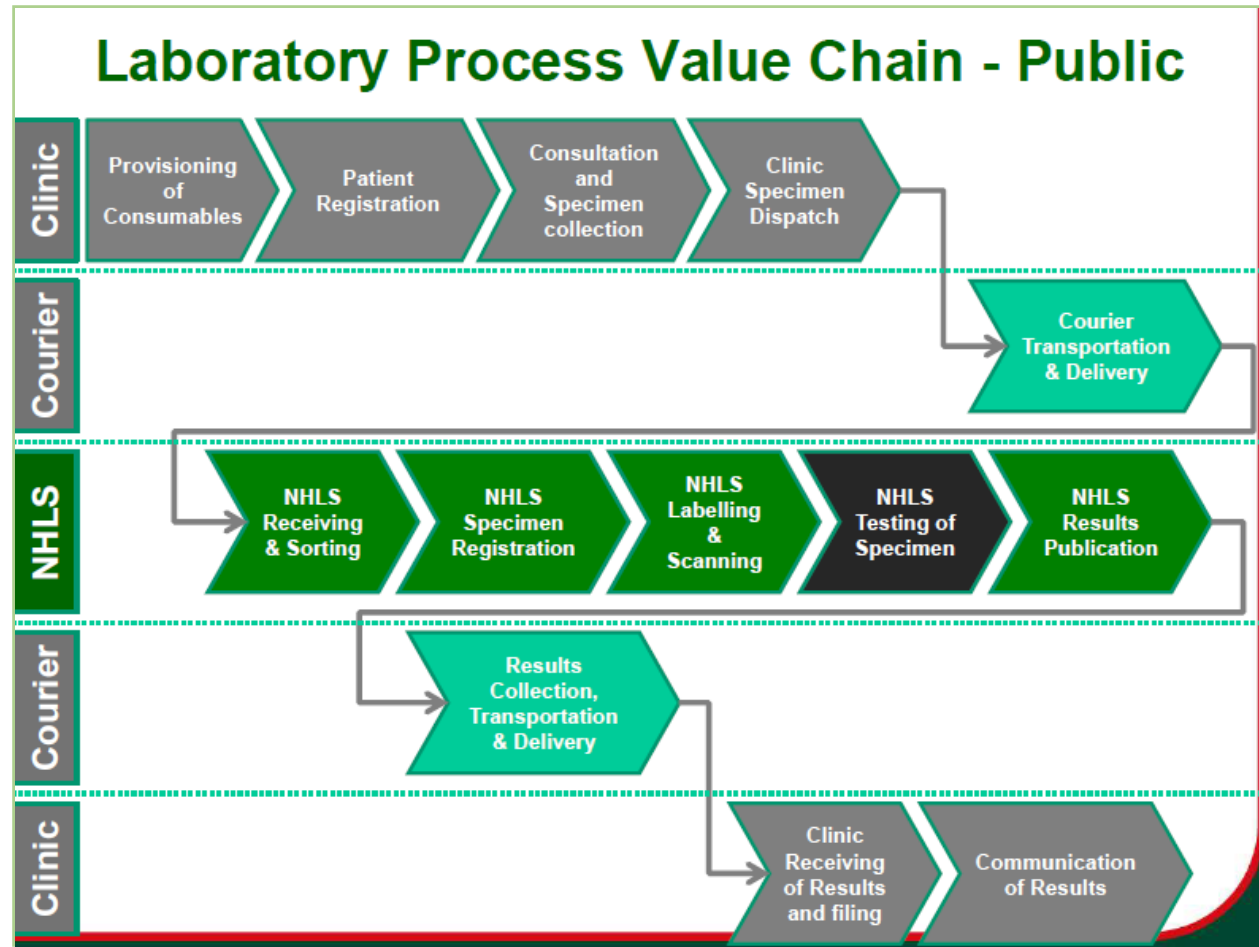 Laboratory Process Value Chain - Public
Clinic
Provisioning
of
Consumables
Patient
Registration
Consultation
and
Specimen
collection
Clinic
Specimen
Dispatch
Courier
Courier
Transportation
& Delivery
NHLS
NHLS
Receiving
& Sorting
NHLS
Specimen
Registration
NHLS
Labelling
&
Scanning
NHLS
Testing of
Specimen
NHLS
Results
Publication
Courier
Results
Collection,
Transportation
& Delivery
Clinic
Clinic
Receiving
of Results
and filing
Communication
of Results